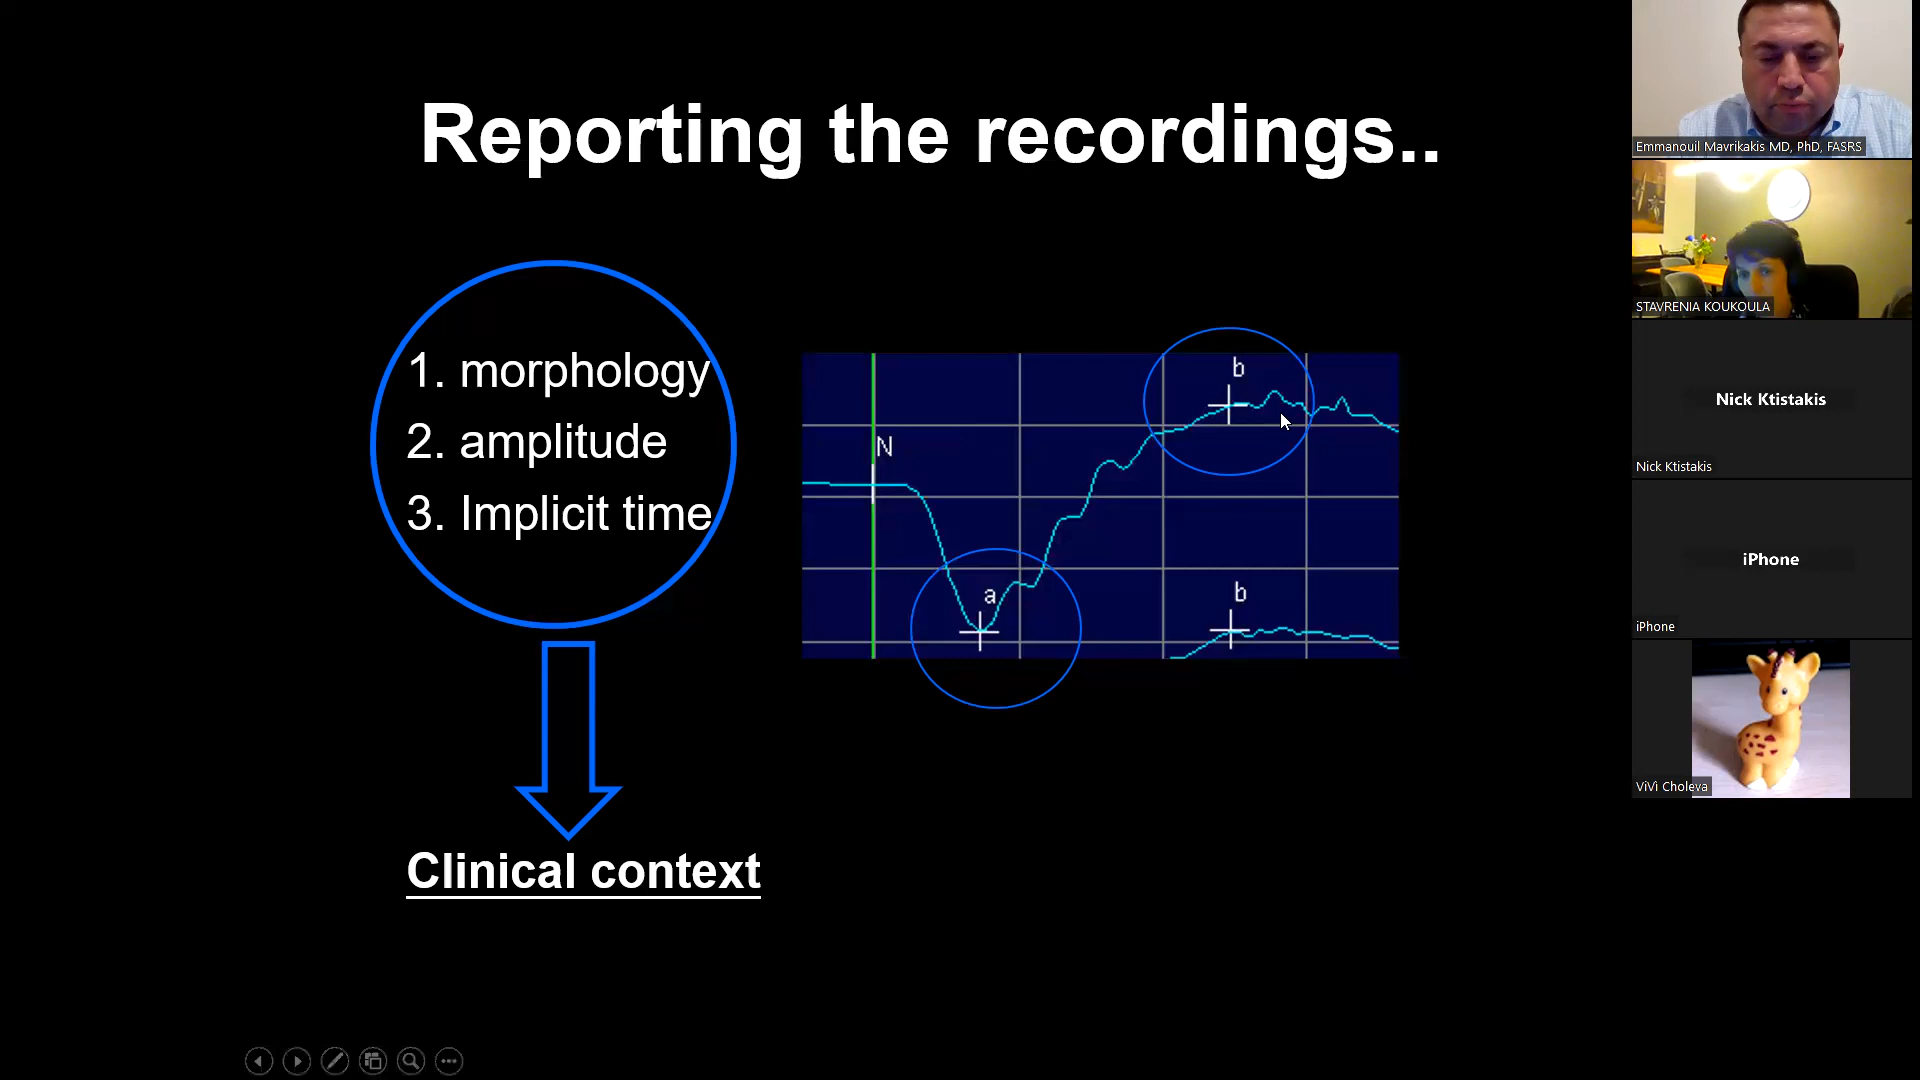 Reporting the recordings..
1. morphology
2. amplitude
3. Implicit time
Clinical context
N
a
b
b
Emmanouil Mavrikakis MD, PhD, FASRS
STAVRENIA KOUKOULA
Nick Ktistakis
Nick Ktistakis
iPhone
iPhone
ViVi Choleva